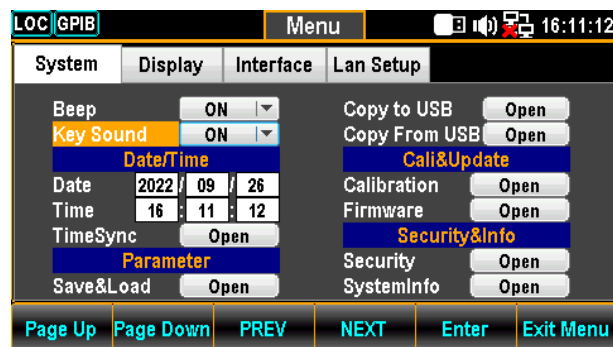 LOC GPIB Menu 16:11:12
System Display Interface Lan Setup
Beep ON Copy to USB Open
Key Sound ON Copy From USB Open
Date/Time Cali&Update
Date 2022 / 09 / 26 Calibration Open
Time 16 : 11 : 12 Firmware Open
TimeSync Open Security&Info
Parameter Security Open
Save&Load Open SystemInfo Open
Page Up Page Down PREV NEXT Enter Exit Menu